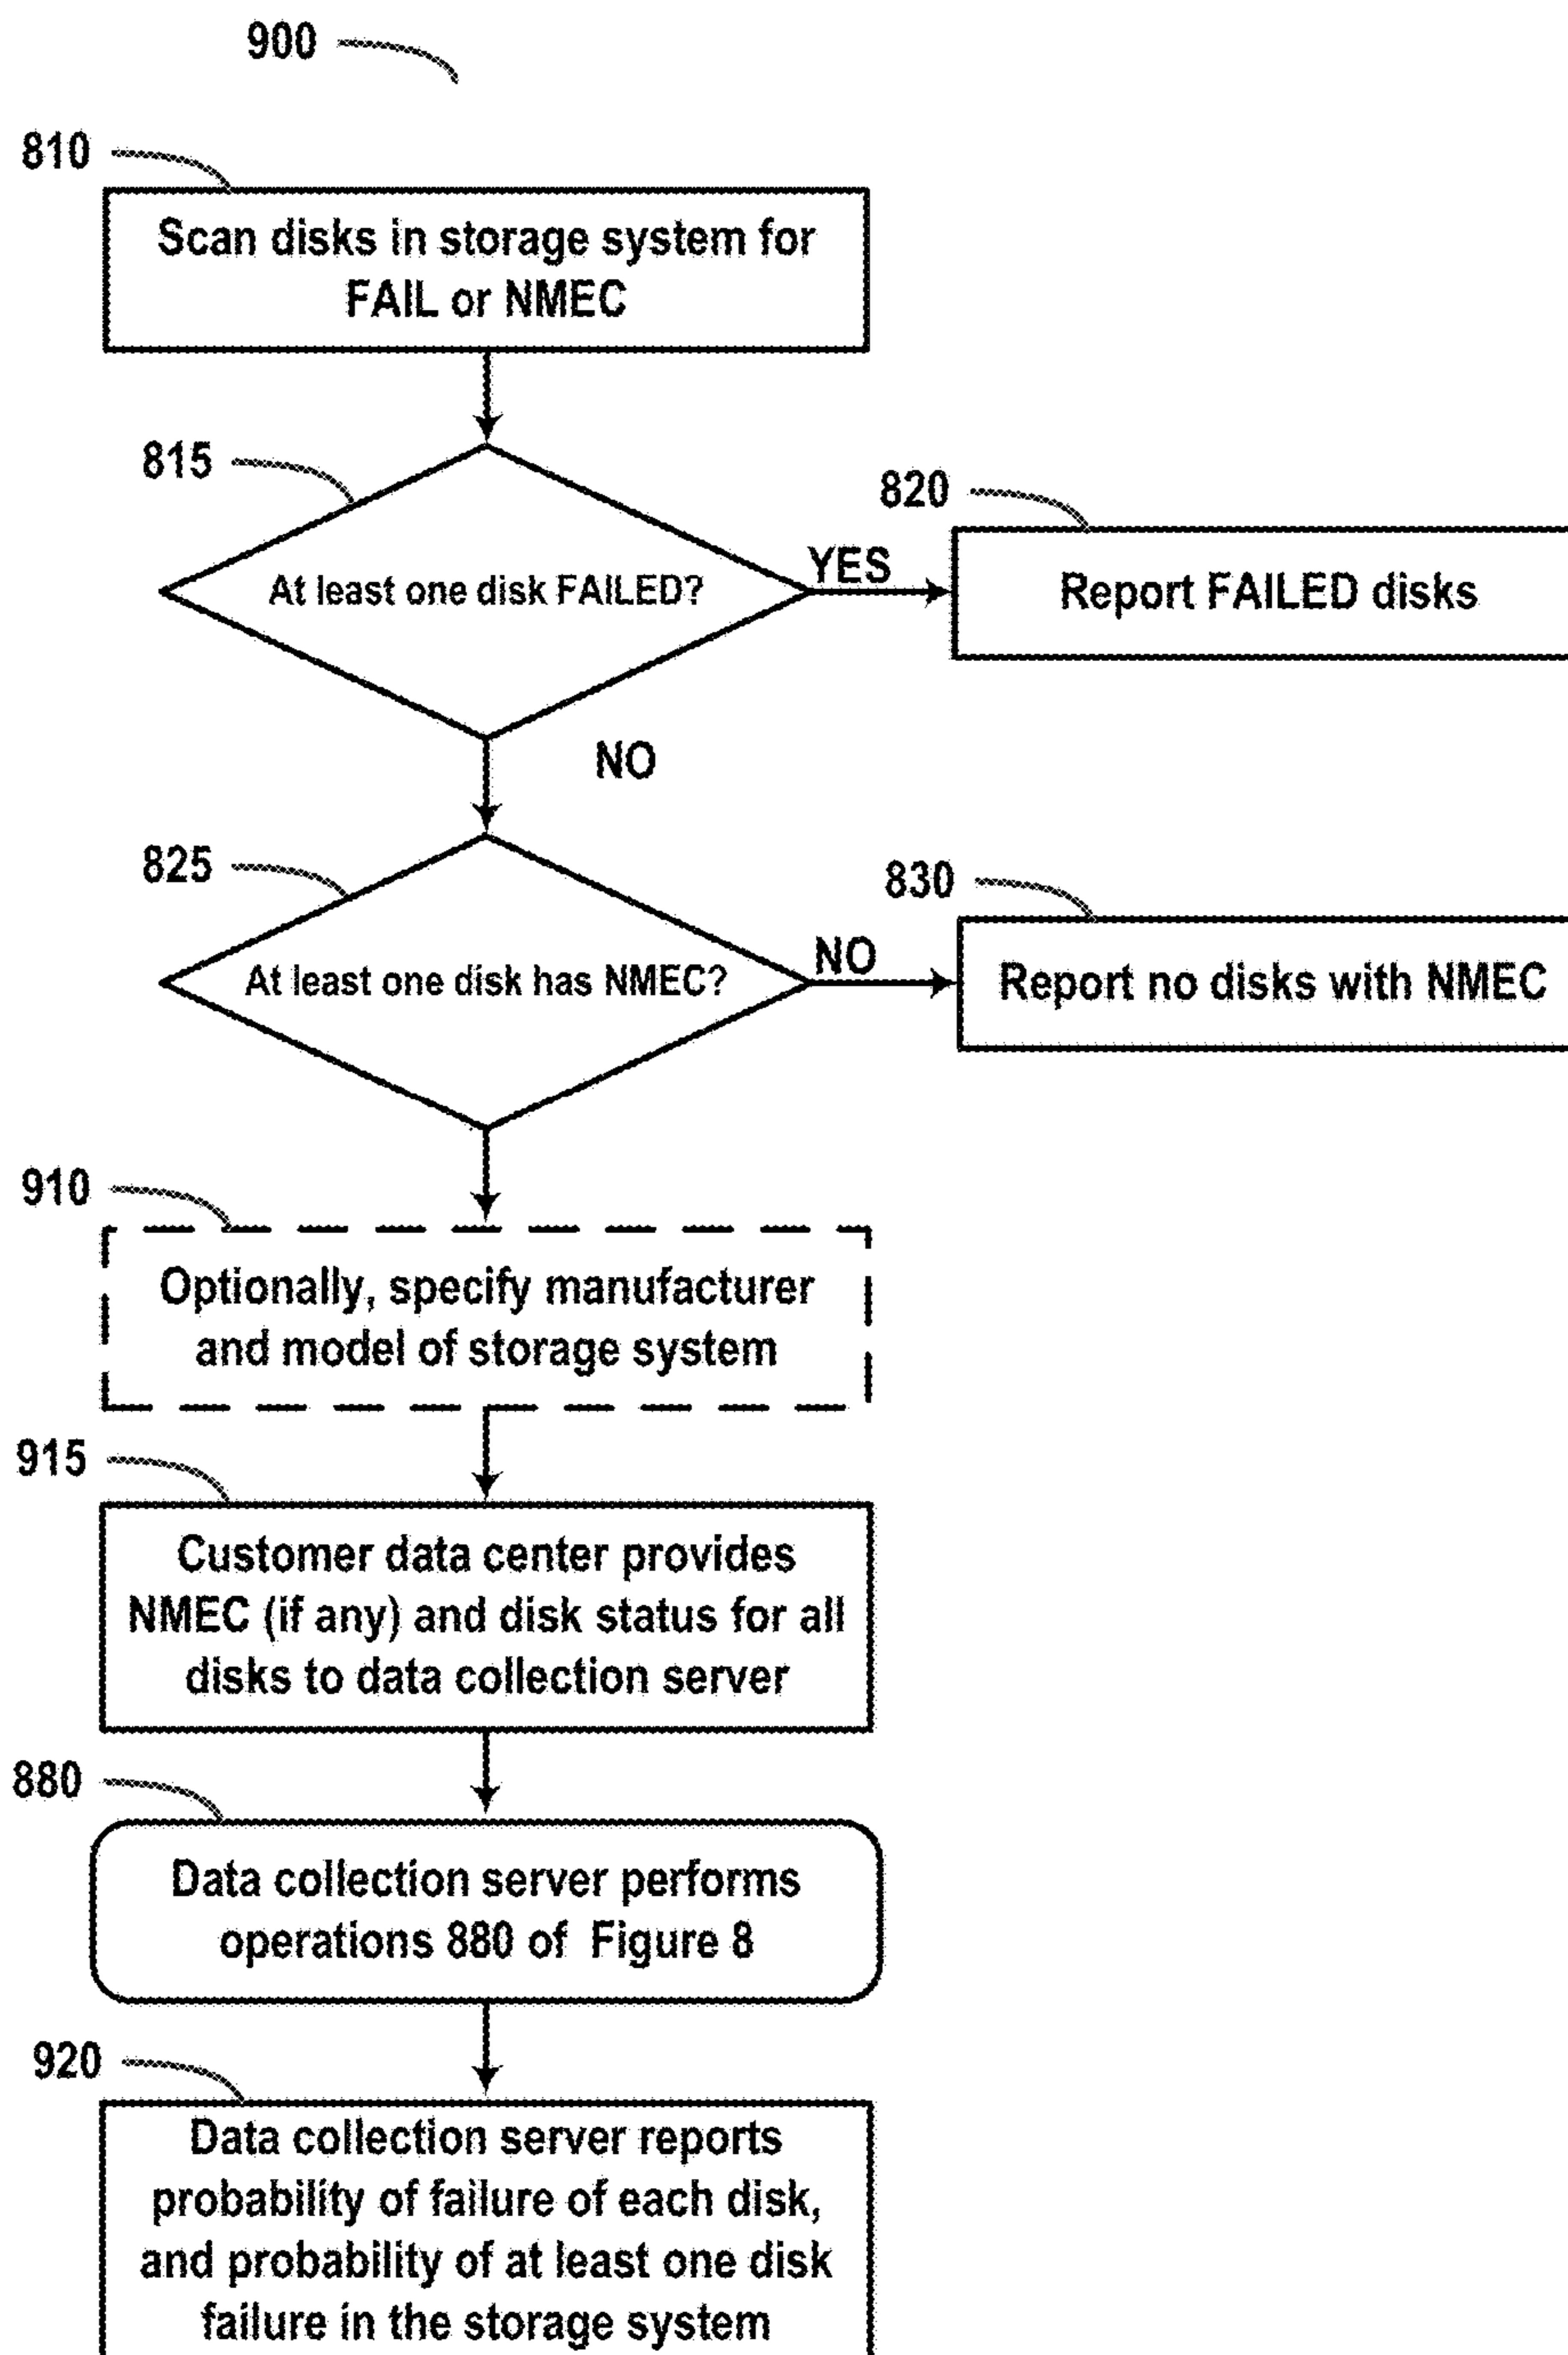 900
810
Scan disks in storage system for
FAIL or NMEC
815
At least one disk FAILED?
YES
820
Report FAILED disks
NO
825
At least one disk has NMEC?
NO
830
Report no disks with NMEC
910
Optionally, specify manufacturer
and model of storage system
915
Customer data center provides
NMEC (if any) and disk status for all
disks to data collection server
880
Data collection server performs
operations 880 of Figure 8
920
Data collection server reports
probability of failure of each disk,
and probability of at least one disk
failure in the storage system